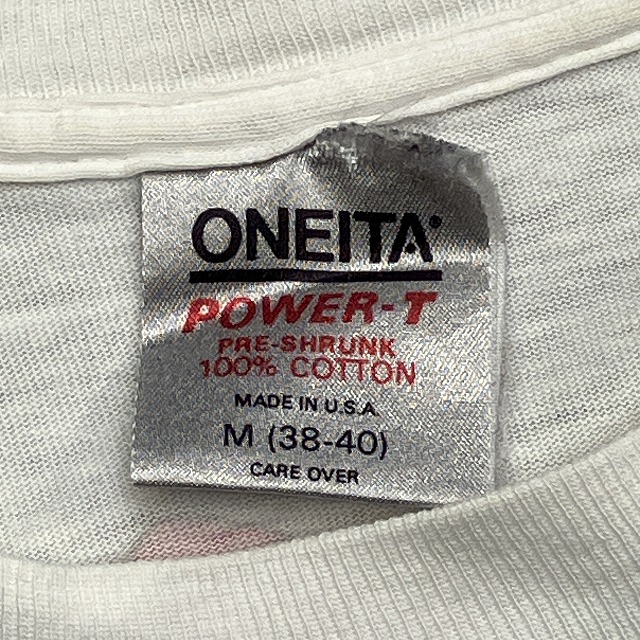 ONEITA
POWER-T
PRE-SHRUNK
100% COTTON
MADE IN U.S.A.
M (38-40)
CARE OVER